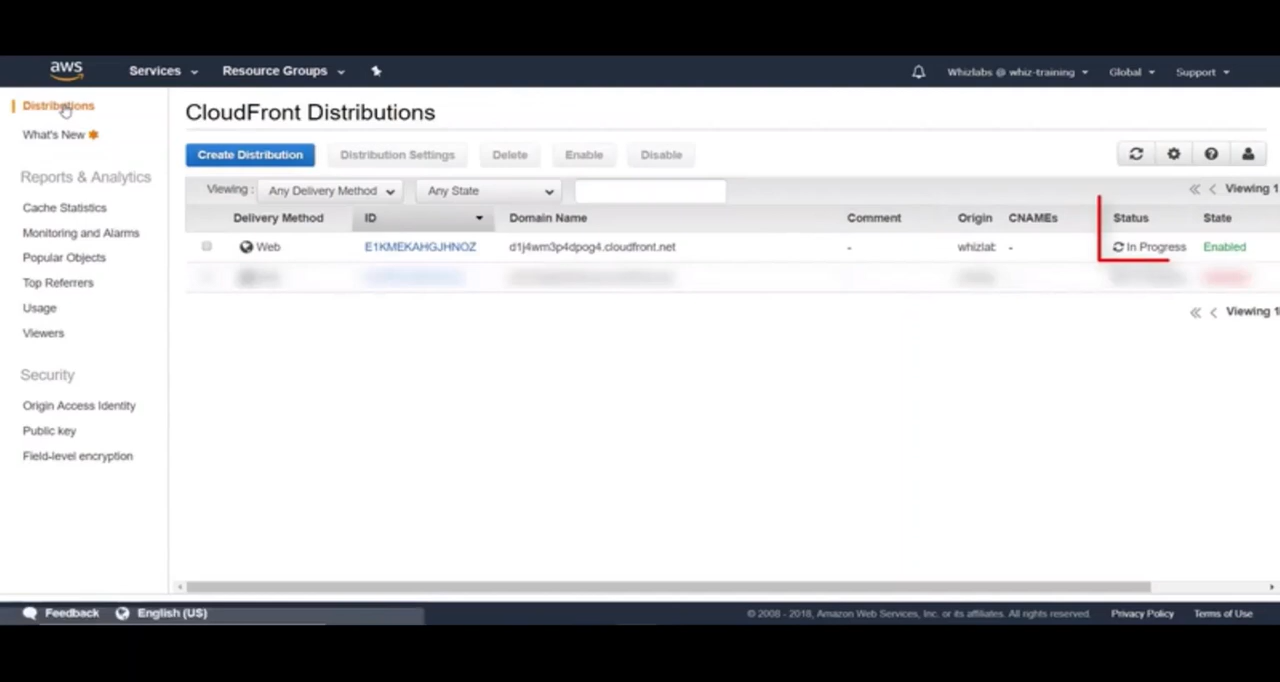 aws Services Resource Groups Whizlabs @ whiz-training Global Support
Distributions
What's New
Reports & Analytics
Cache Statistics
Monitoring and Alarms
Popular Objects
Top Referrers
Usage
Viewers
Security
Origin Access Identity
Public key
Field-level encryption
CloudFront Distributions
Create Distribution Distribution Settings Delete Enable Disable
Viewing : Any Delivery Method Any State Viewing 1
Delivery Method ID Domain Name Comment Origin CNAMEs Status State
Web E1KMEKAHGJHNOZ d1j4wm3p4dpog4.cloudfront.net - whizlat - In Progress Enabled
Viewing 1
Feedback English (US) © 2008 - 2018, Amazon Web Services, Inc. or its affiliates. All rights reserved. Privacy Policy Terms of Use